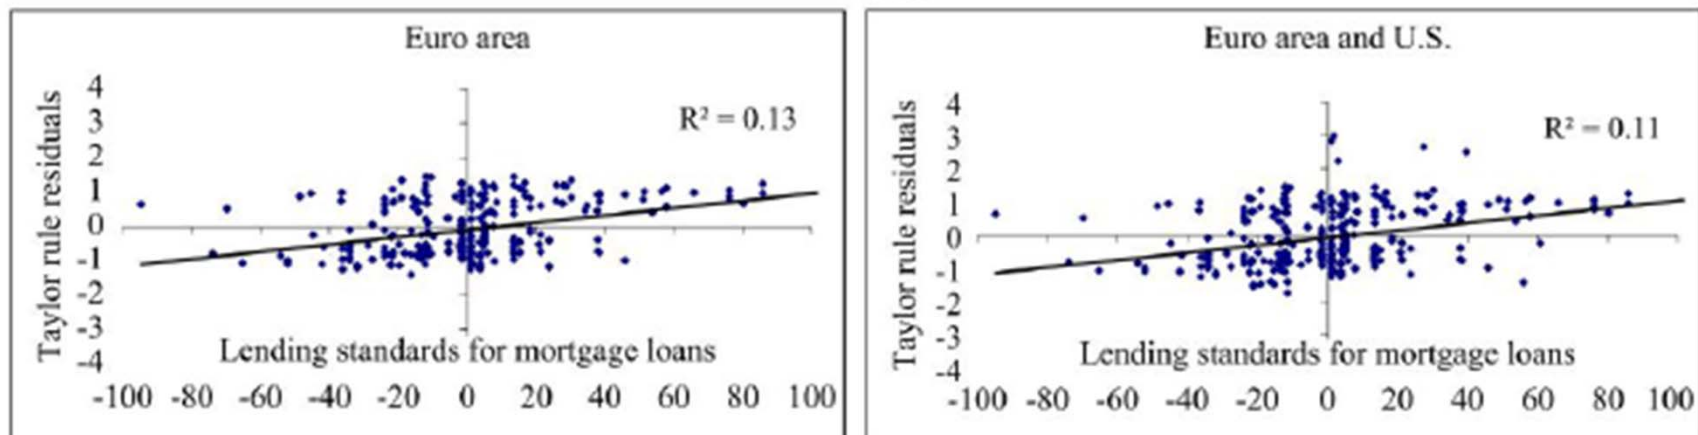 Euro area
R² = 0.13
Taylor rule residuals
4
3
2
1
0
-1
-2
-3
-4
Lending standards for mortgage loans
-100 -80 -60 -40 -20 0 20 40 60 80 100
Euro area and U.S.
R² = 0.11
Taylor rule residuals
4
3
2
1
0
-1
-2
-3
-4
Lending standards for mortgage loans
-100 -80 -60 -40 -20 0 20 40 60 80 100